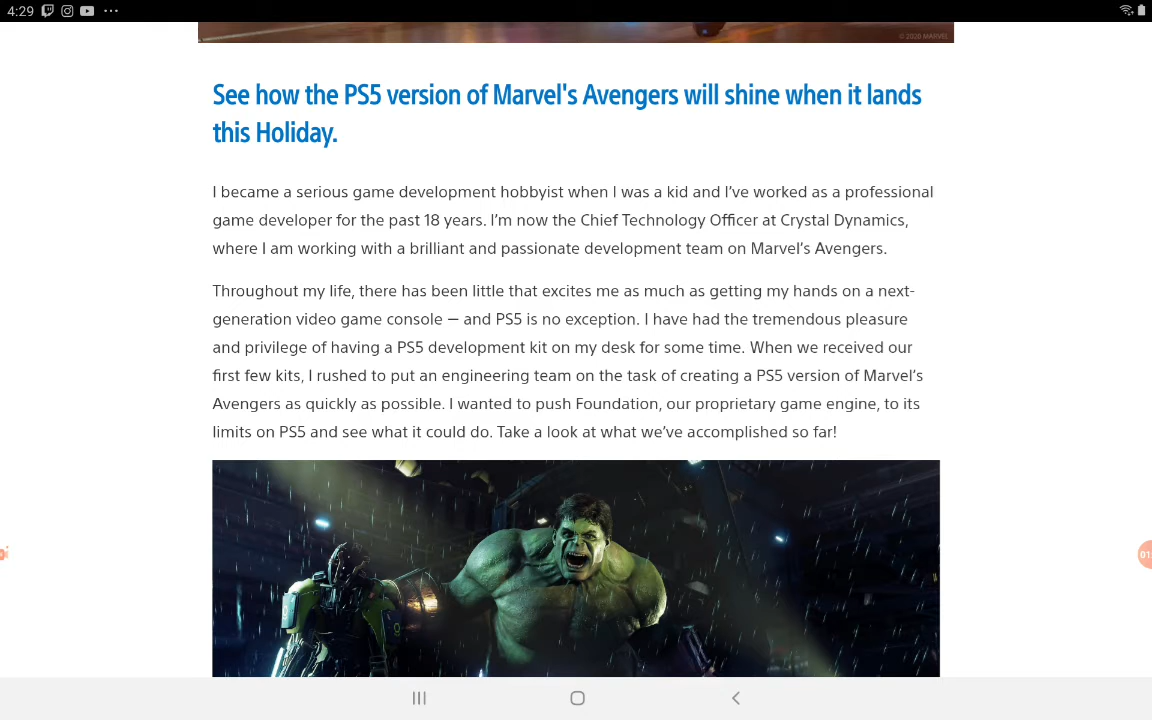 4:29
© 2020 MARVEL
See how the PS5 version of Marvel's Avengers will shine when it lands
this Holiday.
I became a serious game development hobbyist when I was a kid and I've worked as a professional
game developer for the past 18 years. I'm now the Chief Technology Officer at Crystal Dynamics,
where I am working with a brilliant and passionate development team on Marvel's Avengers.
Throughout my life, there has been little that excites me as much as getting my hands on a next-
generation video game console — and PS5 is no exception. I have had the tremendous pleasure
and privilege of having a PS5 development kit on my desk for some time. When we received our
first few kits, I rushed to put an engineering team on the task of creating a PS5 version of Marvel's
Avengers as quickly as possible. I wanted to push Foundation, our proprietary game engine, to its
limits on PS5 and see what it could do. Take a look at what we've accomplished so far!